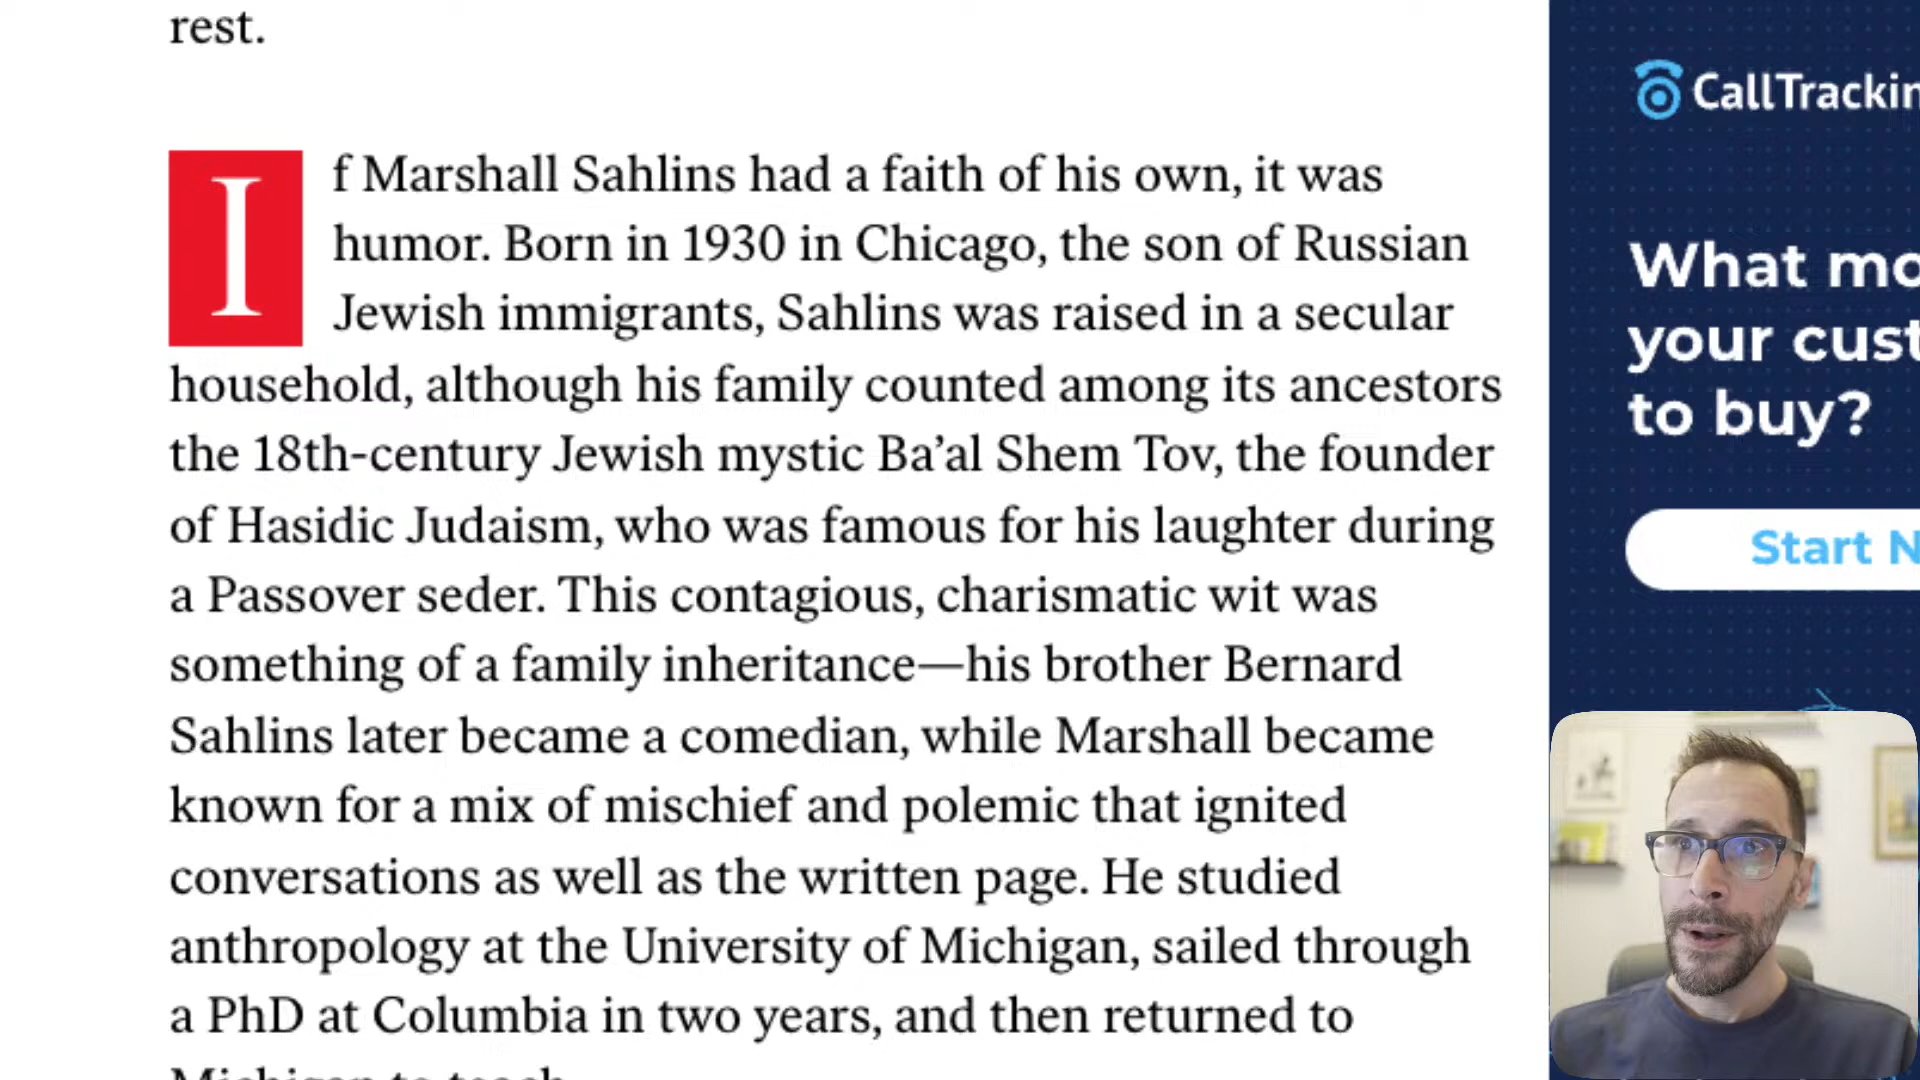 rest.
If Marshall Sahlins had a faith of his own, it was
humor. Born in 1930 in Chicago, the son of Russian
Jewish immigrants, Sahlins was raised in a secular
household, although his family counted among its ancestors
the 18th-century Jewish mystic Ba’al Shem Tov, the founder
of Hasidic Judaism, who was famous for his laughter during
a Passover seder. This contagious, charismatic wit was
something of a family inheritance—his brother Bernard
Sahlins later became a comedian, while Marshall became
known for a mix of mischief and polemic that ignited
conversations as well as the written page. He studied
anthropology at the University of Michigan, sailed through
a PhD at Columbia in two years, and then returned to
Michigan to teach.
CallTrackin
What mo
your cust
to buy?
Start N